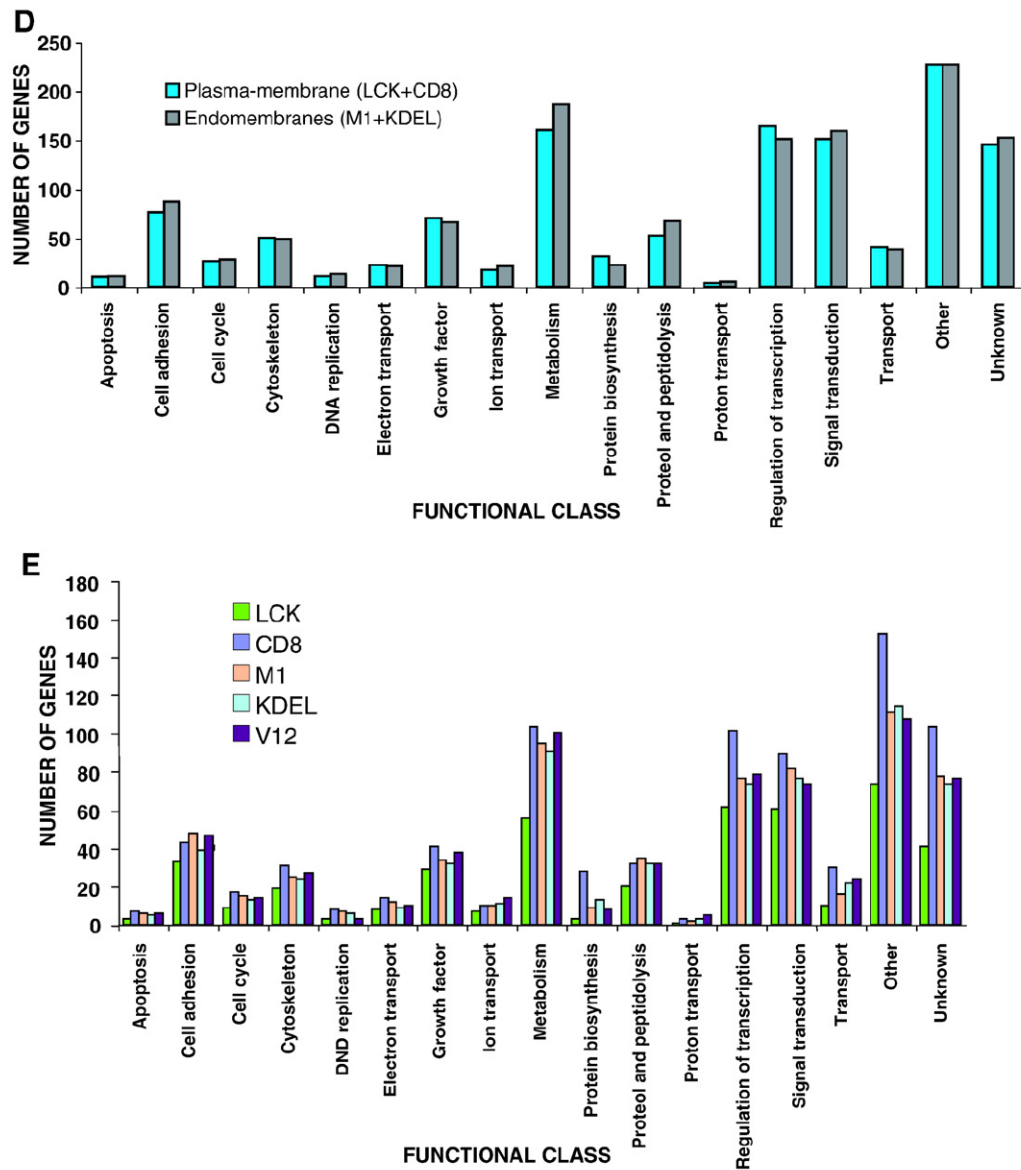 D
NUMBER OF GENES
250
200
150
100
50
0
Plasma-membrane (LCK+CD8)
Endomembranes (M1+KDEL)
Apoptosis
Cell adhesion
Cell cycle
Cytoskeleton
DNA replication
Electron transport
Growth factor
Ion transport
Metabolism
Protein biosynthesis
Proteol and peptidolysis
Proton transport
Regulation of transcription
Signal transduction
Transport
Other
Unknown
FUNCTIONAL CLASS
E
NUMBER OF GENES
180
160
140
120
100
80
60
40
20
0
LCK
CD8
M1
KDEL
V12
Apoptosis
Cell adhesion
Cell cycle
Cytoskeleton
DND replication
Electron transport
Growth factor
Ion transport
Metabolism
Protein biosynthesis
Proteol and peptidolysis
Proton transport
Regulation of transcription
Signal transduction
Transport
Other
Unknown
FUNCTIONAL CLASS